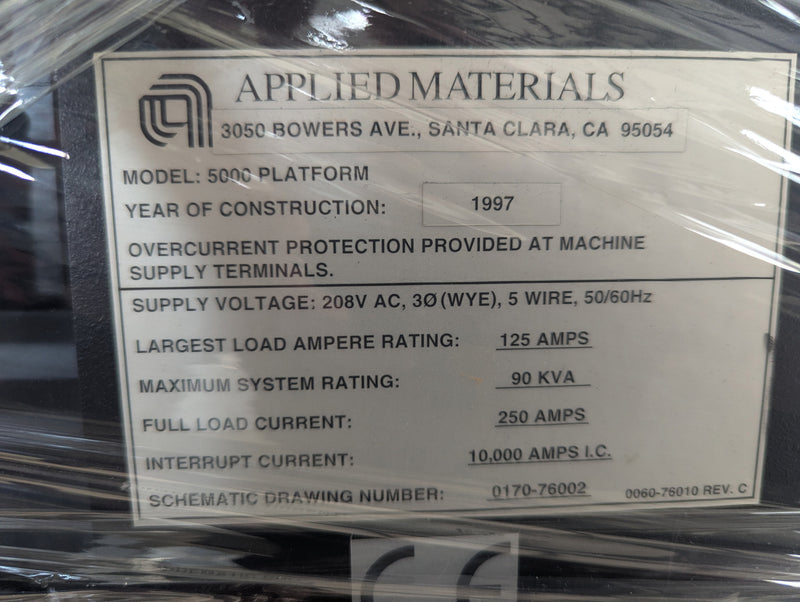 APPLIED MATERIALS
3050 BOWERS AVE., SANTA CLARA, CA 95054
MODEL: 5000 PLATFORM
YEAR OF CONSTRUCTION: 1997
OVERCURRENT PROTECTION PROVIDED AT MACHINE
SUPPLY TERMINALS.
SUPPLY VOLTAGE: 208V AC, 3Ø (WYE), 5 WIRE, 50/60Hz
LARGEST LOAD AMPERE RATING: 125 AMPS
MAXIMUM SYSTEM RATING: 90 KVA
FULL LOAD CURRENT: 250 AMPS
INTERRUPT CURRENT: 10,000 AMPS I.C.
SCHEMATIC DRAWING NUMBER: 0170-76002 0060-76010 REV. C
CE